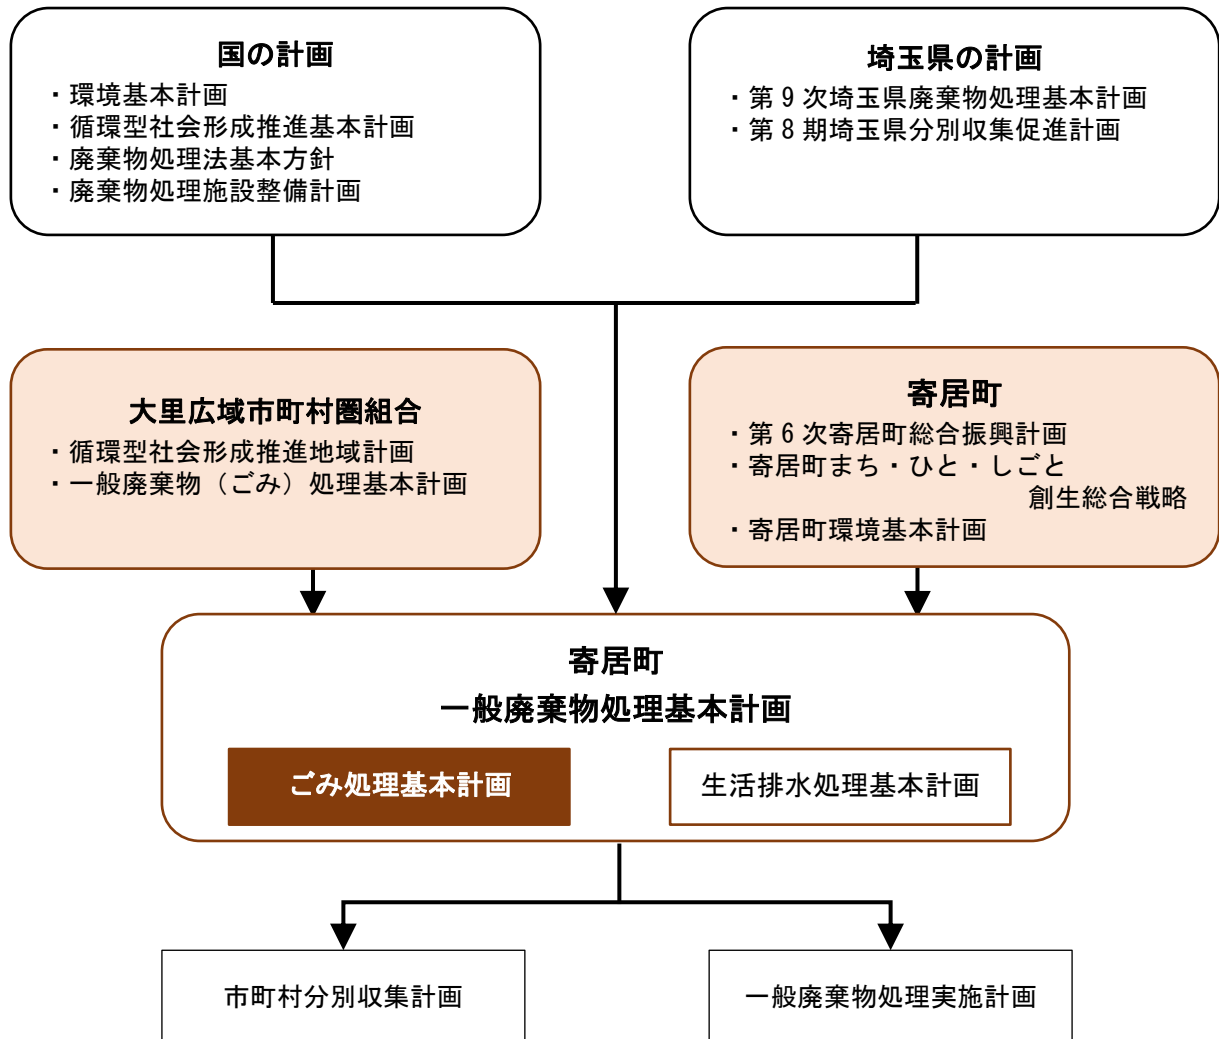 国の計画
・環境基本計画
・循環型社会形成推進基本計画
・廃棄物処理法基本方針
・廃棄物処理施設整備計画
埼玉県の計画
・第9次埼玉県廃棄物処理基本計画
・第8期埼玉県分別収集促進計画
大里広域市町村圏組合
・循環型社会形成推進地域計画
・一般廃棄物（ごみ）処理基本計画
寄居町
・第6次寄居町総合振興計画
・寄居町まち・ひと・しごと
創生総合戦略
・寄居町環境基本計画
寄居町
一般廃棄物処理基本計画
ごみ処理基本計画
生活排水処理基本計画
市町村分別収集計画
一般廃棄物処理実施計画